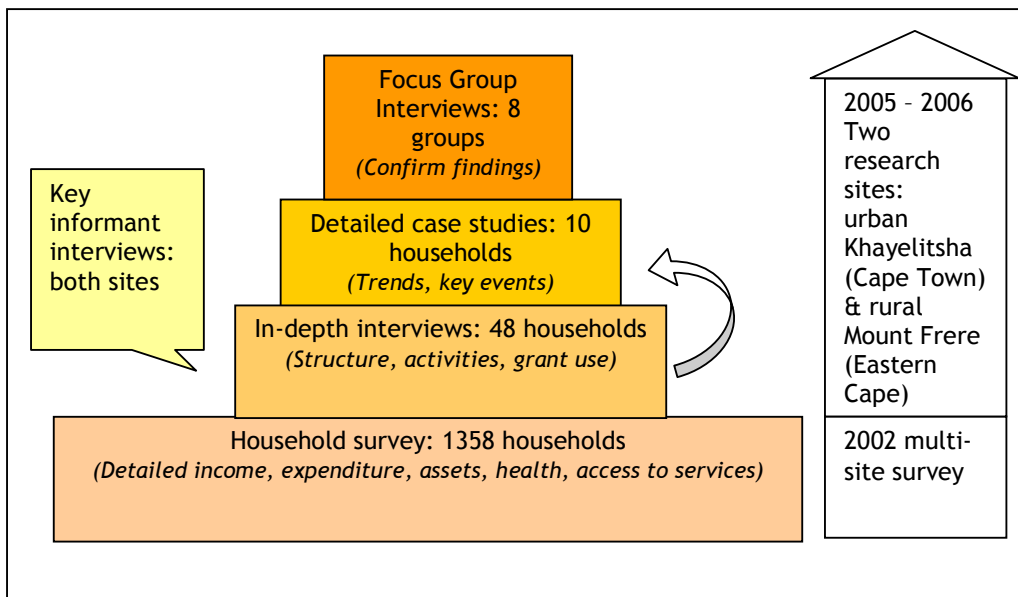 Focus Group
Interviews: 8
groups
(Confirm findings)
Key
informant
interviews:
both sites
Detailed case studies: 10
households
(Trends, key events)
In-depth interviews: 48 households
(Structure, activities, grant use)
Household survey: 1358 households
(Detailed income, expenditure, assets, health, access to services)
2005 – 2006
Two
research
sites:
urban
Khayelitsha
(Cape Town)
& rural
Mount Frere
(Eastern
Cape)
2002 multi-
site survey